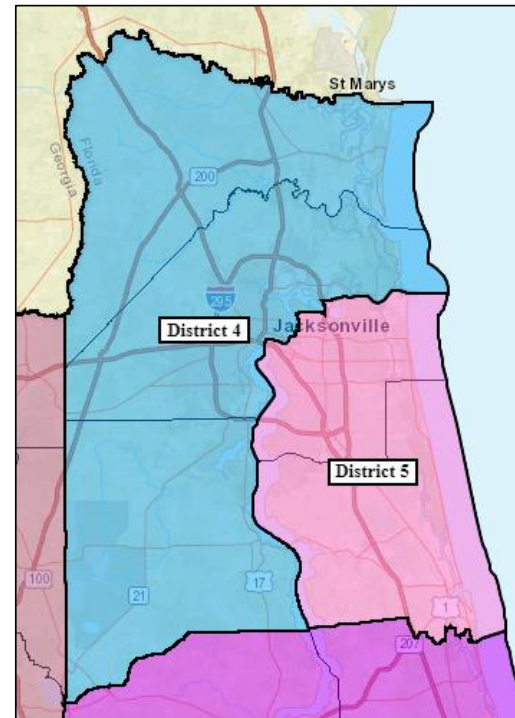 St Marys
Florida
Georgia
200
295
District 4
Jacksonville
District 5
100
21
17
1
207